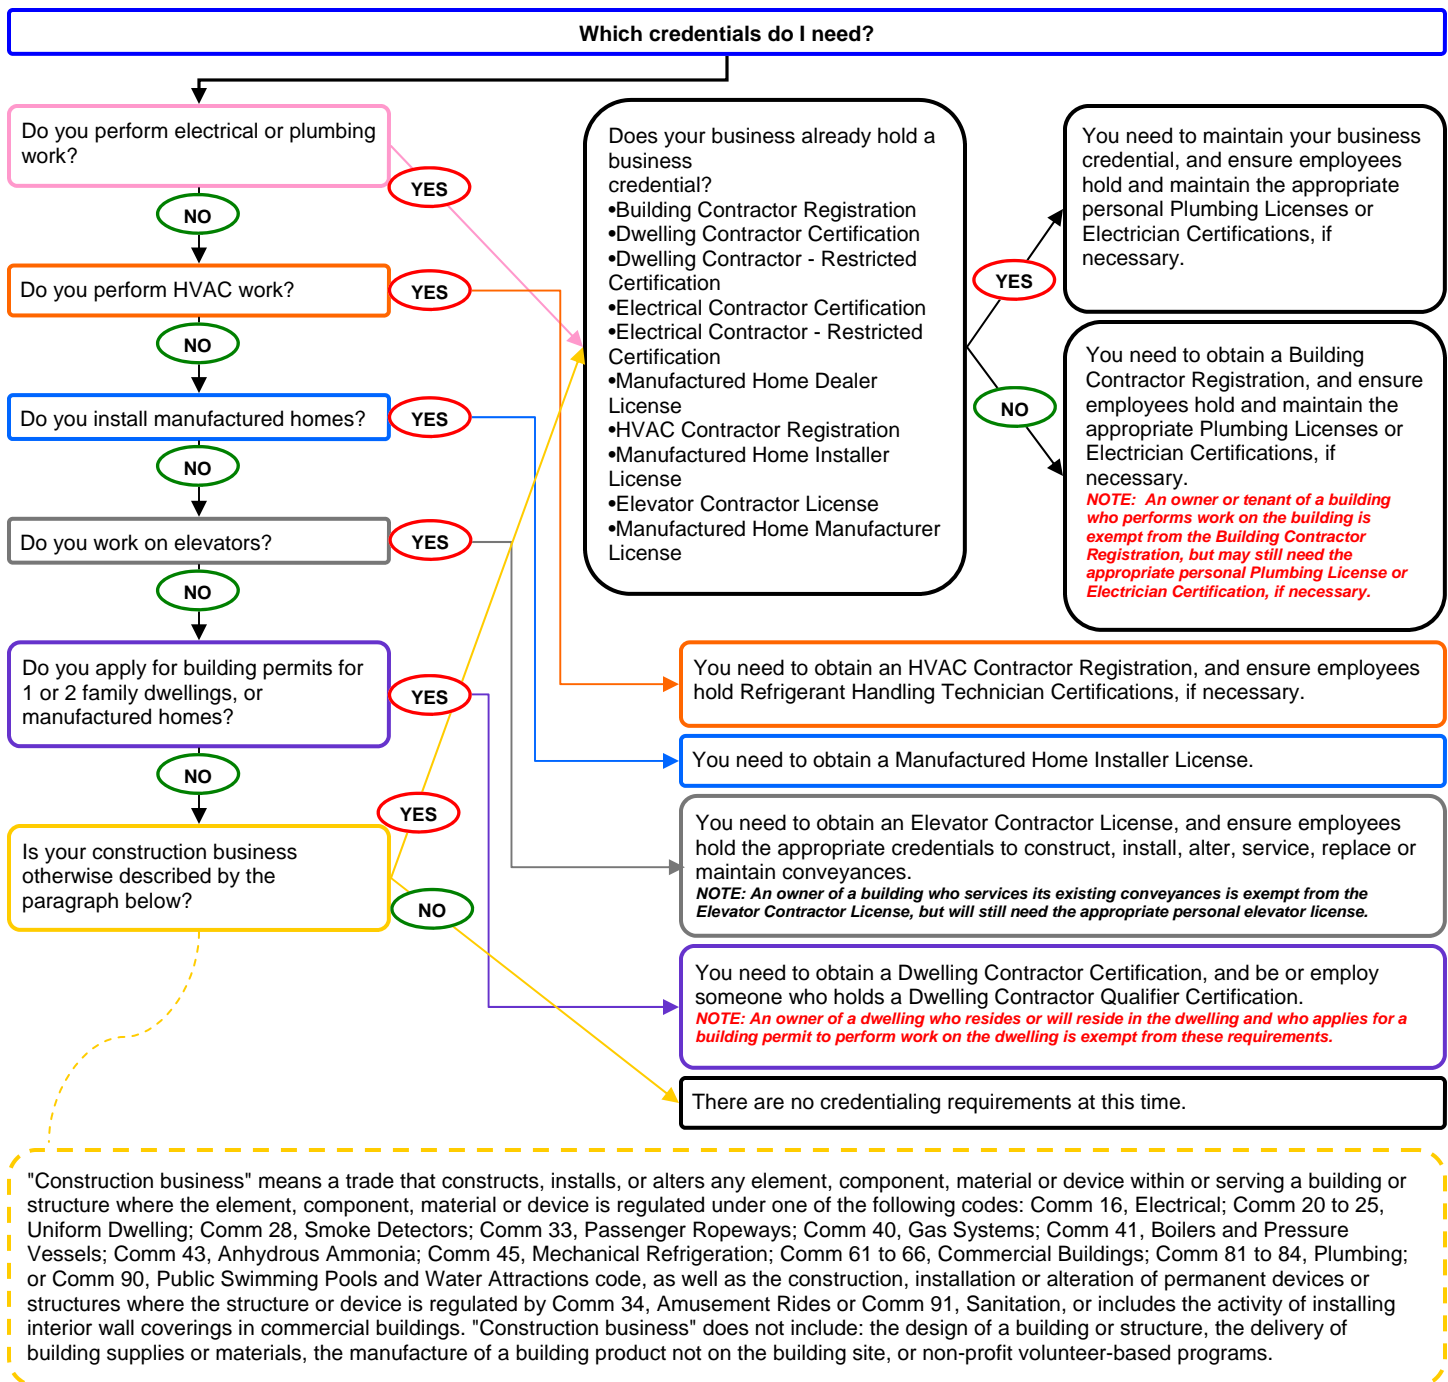 Which credentials do I need?
Do you perform electrical or plumbing
work?
YES
NO
Do you perform HVAC work?
YES
NO
Do you install manufactured homes?
YES
NO
Do you work on elevators?
YES
NO
Do you apply for building permits for
1 or 2 family dwellings, or
manufactured homes?
YES
NO
Is your construction business
otherwise described by the
paragraph below?
YES
NO
Does your business already hold a
business
credential?
•Building Contractor Registration
•Dwelling Contractor Certification
•Dwelling Contractor - Restricted
Certification
•Electrical Contractor Certification
•Electrical Contractor - Restricted
Certification
•Manufactured Home Dealer
License
•HVAC Contractor Registration
•Manufactured Home Installer
License
•Elevator Contractor License
•Manufactured Home Manufacturer
License
YES
NO
You need to maintain your business
credential, and ensure employees
hold and maintain the appropriate
personal Plumbing Licenses or
Electrician Certifications, if
necessary.
You need to obtain a Building
Contractor Registration, and ensure
employees hold and maintain the
appropriate Plumbing Licenses or
Electrician Certifications, if
necessary.
NOTE:  An owner or tenant of a building
who performs work on the building is
exempt from the Building Contractor
Registration, but may still need the
appropriate personal Plumbing License or
Electrician Certification, if necessary.
You need to obtain an HVAC Contractor Registration, and ensure employees
hold Refrigerant Handling Technician Certifications, if necessary.
You need to obtain a Manufactured Home Installer License.
You need to obtain an Elevator Contractor License, and ensure employees
hold the appropriate credentials to construct, install, alter, service, replace or
maintain conveyances.
NOTE: An owner of a building who services its existing conveyances is exempt from the
Elevator Contractor License, but will still need the appropriate personal elevator license.
You need to obtain a Dwelling Contractor Certification, and be or employ
someone who holds a Dwelling Contractor Qualifier Certification.
NOTE: An owner of a dwelling who resides or will reside in the dwelling and who applies for a
building permit to perform work on the dwelling is exempt from these requirements.
There are no credentialing requirements at this time.
"Construction business" means a trade that constructs, installs, or alters any element, component, material or device within or serving a building or
structure where the element, component, material or device is regulated under one of the following codes: Comm 16, Electrical; Comm 20 to 25,
Uniform Dwelling; Comm 28, Smoke Detectors; Comm 33, Passenger Ropeways; Comm 40, Gas Systems; Comm 41, Boilers and Pressure
Vessels; Comm 43, Anhydrous Ammonia; Comm 45, Mechanical Refrigeration; Comm 61 to 66, Commercial Buildings; Comm 81 to 84, Plumbing;
or Comm 90, Public Swimming Pools and Water Attractions code, as well as the construction, installation or alteration of permanent devices or
structures where the structure or device is regulated by Comm 34, Amusement Rides or Comm 91, Sanitation, or includes the activity of installing
interior wall coverings in commercial buildings. "Construction business" does not include: the design of a building or structure, the delivery of
building supplies or materials, the manufacture of a building product not on the building site, or non-profit volunteer-based programs.